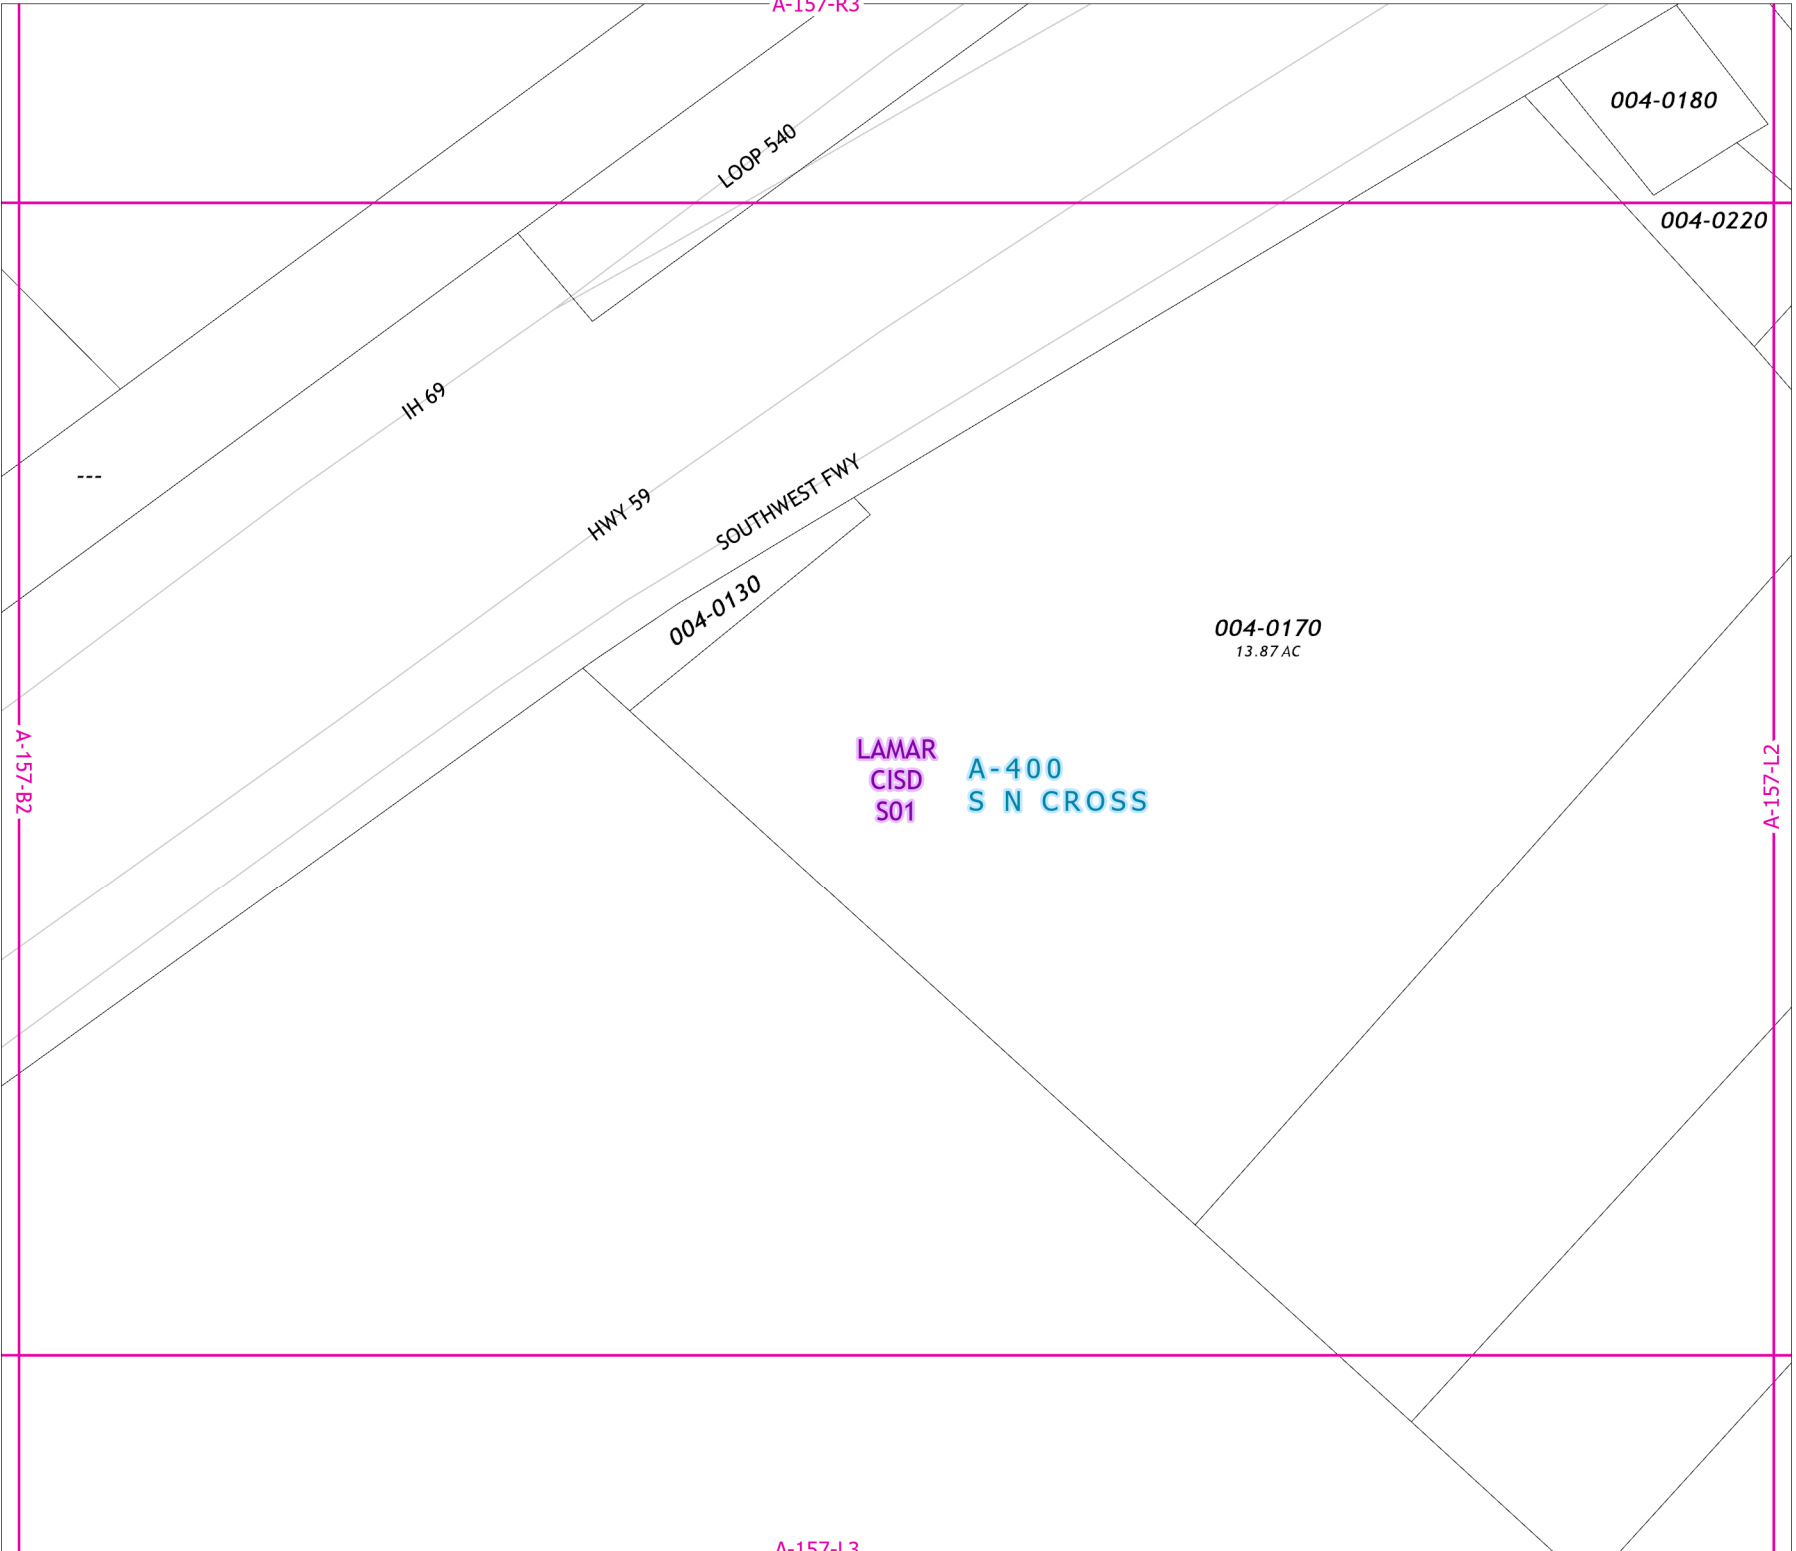 A-157-R3
004-0180
LOOP 540
004-0220
IH 69
---
HWY 59
SOUTHWEST FWY
004-0130
004-0170
13.87 AC
LAMAR
CISD
S01
A-400
S N CROSS
A-157-B2
A-157-L2
A-157-L3